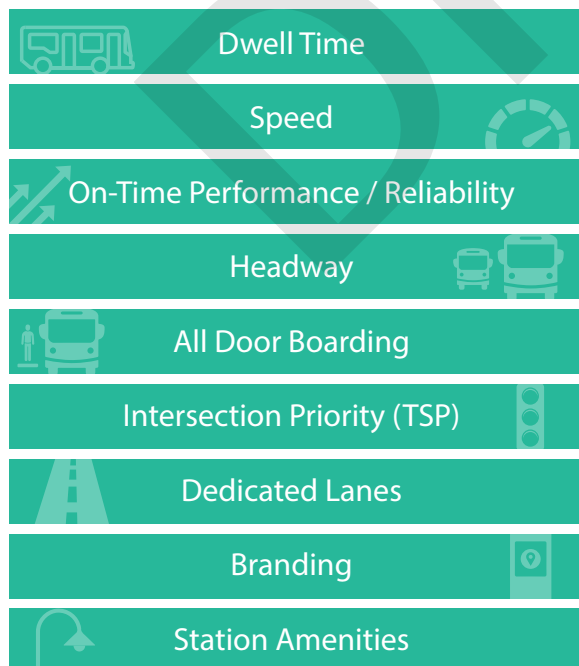 Dwell Time
Speed
On-Time Performance / Reliability
Headway
All Door Boarding
Intersection Priority (TSP)
Dedicated Lanes
Branding
Station Amenities